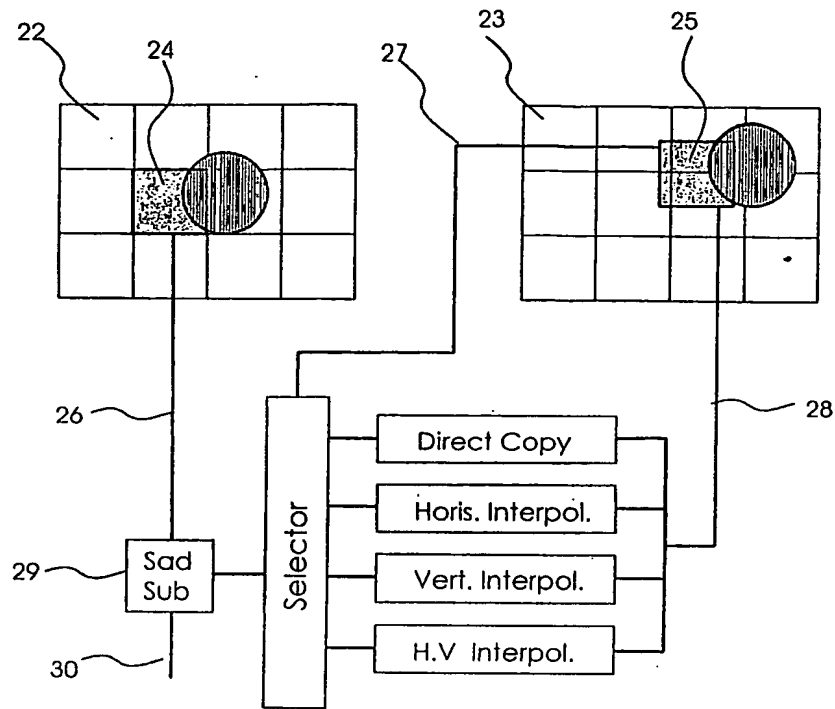 22
24
27
23
25
26
28
Direct Copy
Horis. Interpol.
Selector
29
Sad
Sub
Vert. Interpol.
H.V Interpol.
30